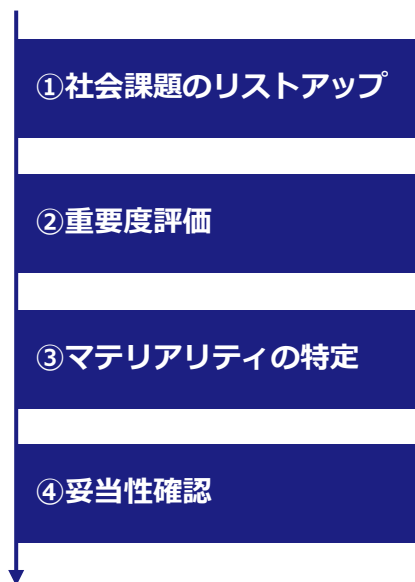 ①社会課題のリストアップ
②重要度評価
③マテリアリティの特定
④妥当性確認